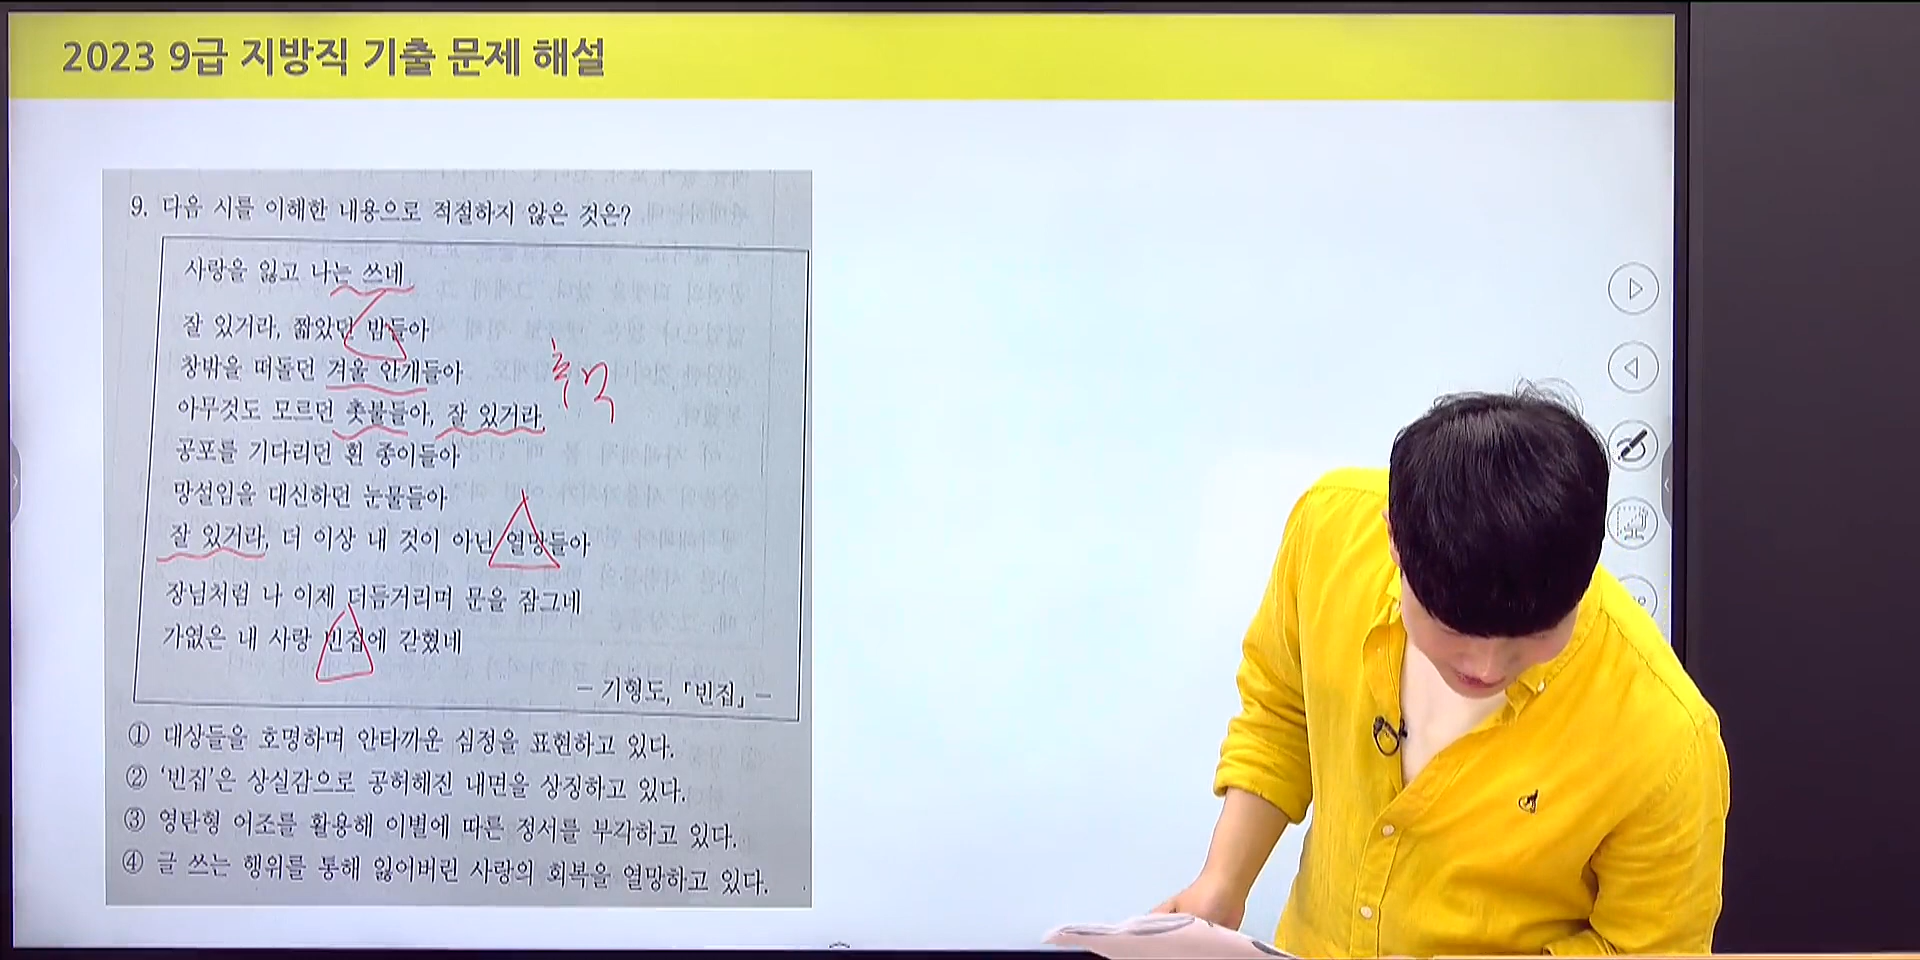 2023 9급 지방직 기출 문제 해설
9. 다음 시를 이해한 내용으로 적절하지 않은 것은?
사랑을 잃고 나는 쓰네
잘 있거라, 짧았던 밤들아
창밖을 떠돌던 겨울 안개들아
아무것도 모르던 촛불들아, 잘 있거라,
추억
공포를 기다리던 흰 종이들아
망설임을 대신하던 눈물들아
잘 있거라, 더 이상 내 것이 아닌 열망들아
장님처럼 나 이제 더듬거리며 문을 잠그네
가엾은 내 사랑 빈집에 갇혔네
- 기형도, 「빈집」 -
① 대상들을 호명하며 안타까운 심정을 표현하고 있다.
② ‘빈집’은 상실감으로 공허해진 내면을 상징하고 있다.
③ 영탄형 어조를 활용해 이별에 따른 정서를 부각하고 있다.
④ 글 쓰는 행위를 통해 잃어버린 사랑의 회복을 열망하고 있다.